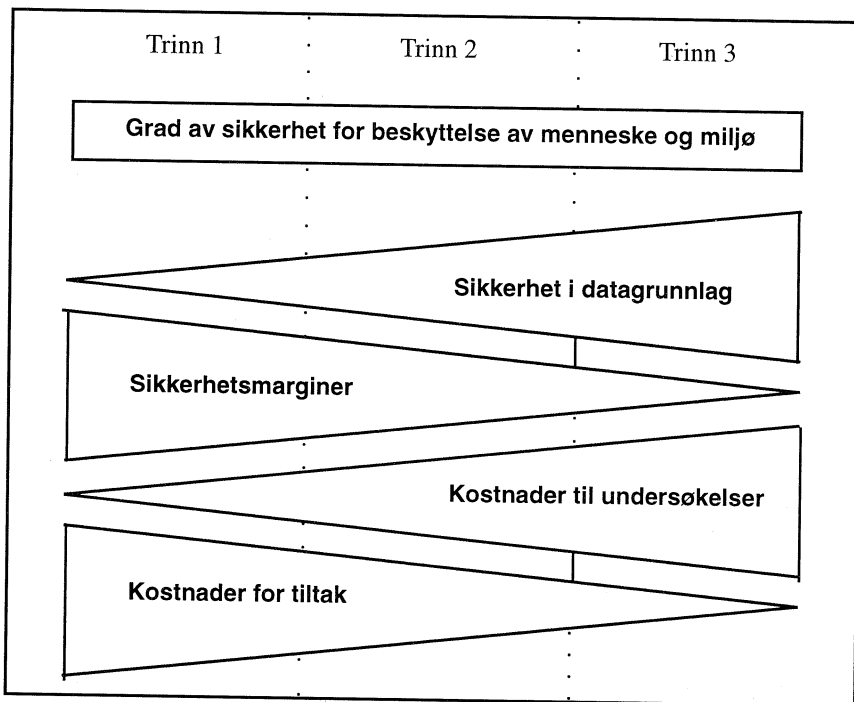 Trinn 1 Trinn 2 Trinn 3
Grad av sikkerhet for beskyttelse av menneske og miljø
Sikkerhet i datagrunnlag
Sikkerhetsmarginer
Kostnader til undersøkelser
Kostnader for tiltak